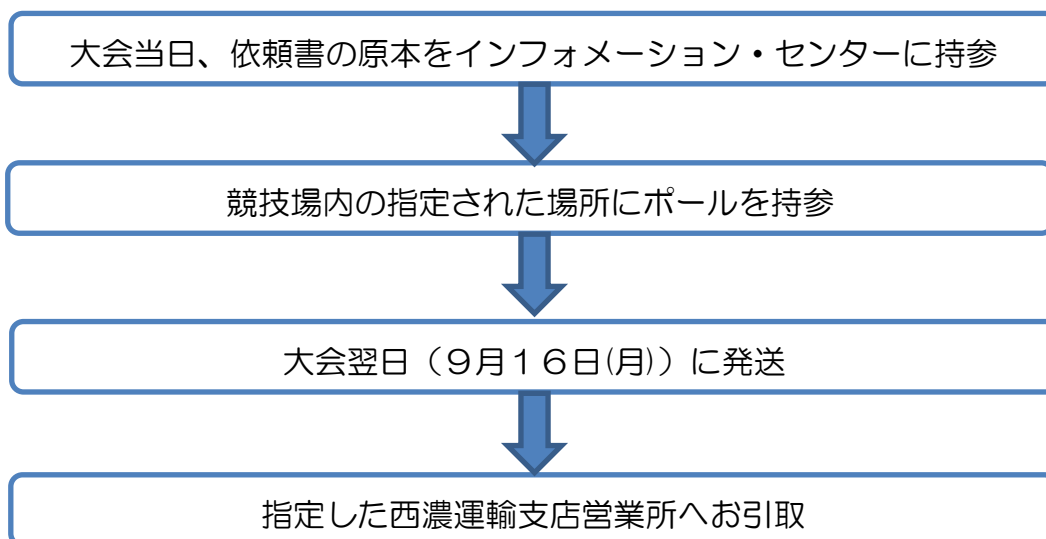 大会当日、依頼書の原本をインフォメーション・センターに持参
競技場内の指定された場所にポールを持参
大会翌日（９月１６日(月)）に発送
指定した西濃運輸支店営業所へお引取